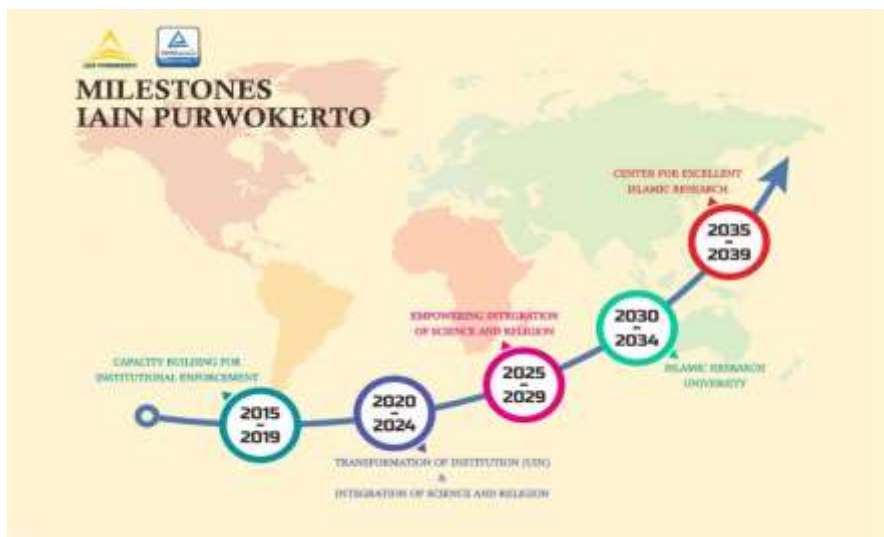 IAIN PURWOKERTO
MILESTONES
IAIN PURWOKERTO
CENTER FOR EXCELLENT
ISLAMIC RESEARCH
2035
–
2039
EMPOWERING INTEGRATION
OF SCIENCE AND RELIGION
2030
–
2034
CAPACITY BUILDING FOR
INSTITUTIONAL ENFORCEMENT
ISLAMIC RESEARCH
UNIVERSITY
2025
–
2029
2020
–
2024
2015
–
2019
TRANSFORMATION OF INSTITUTION (UIN)
&
INTEGRATION OF SCIENCE AND RELIGION